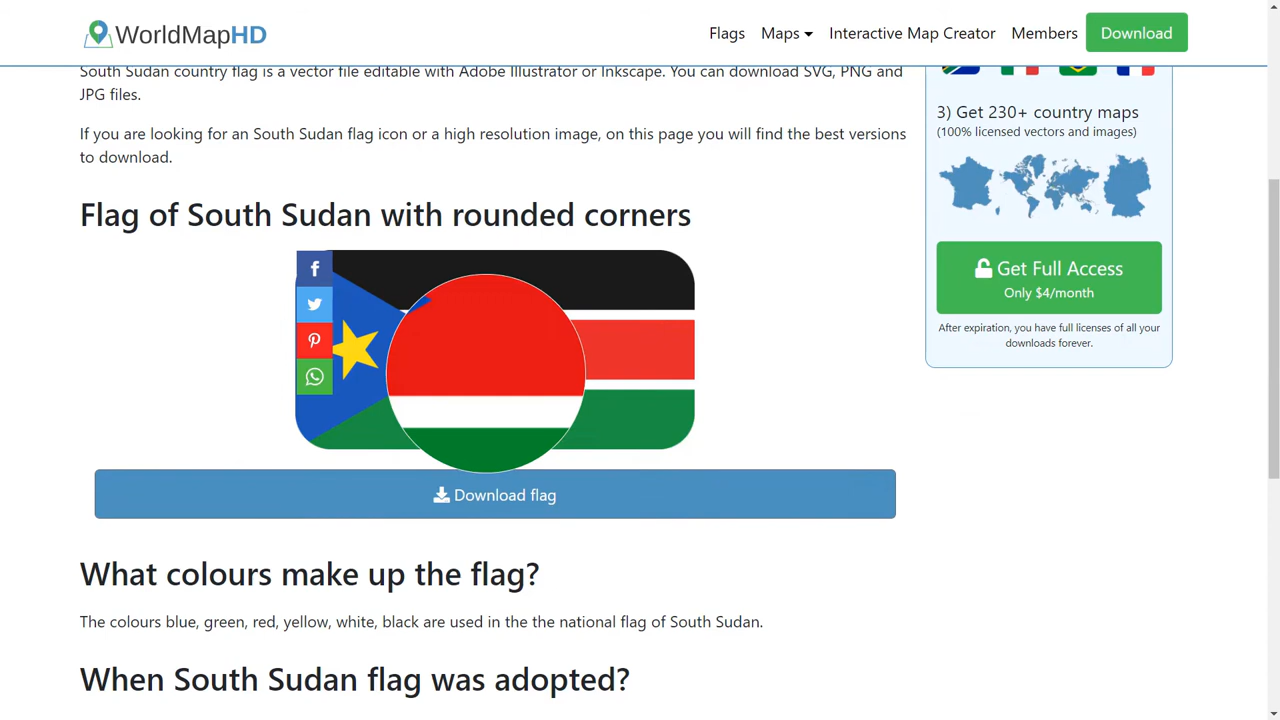 WorldMapHD
Flags Maps Interactive Map Creator Members Download
South Sudan country flag is a vector file editable with Adobe Illustrator or Inkscape. You can download SVG, PNG and
JPG files.
If you are looking for an South Sudan flag icon or a high resolution image, on this page you will find the best versions
to download.
Flag of South Sudan with rounded corners
Download flag
What colours make up the flag?
The colours blue, green, red, yellow, white, black are used in the the national flag of South Sudan.
When South Sudan flag was adopted?
3) Get 230+ country maps
(100% licensed vectors and images)
Get Full Access
Only $4/month
After expiration, you have full licenses of all your
downloads forever.